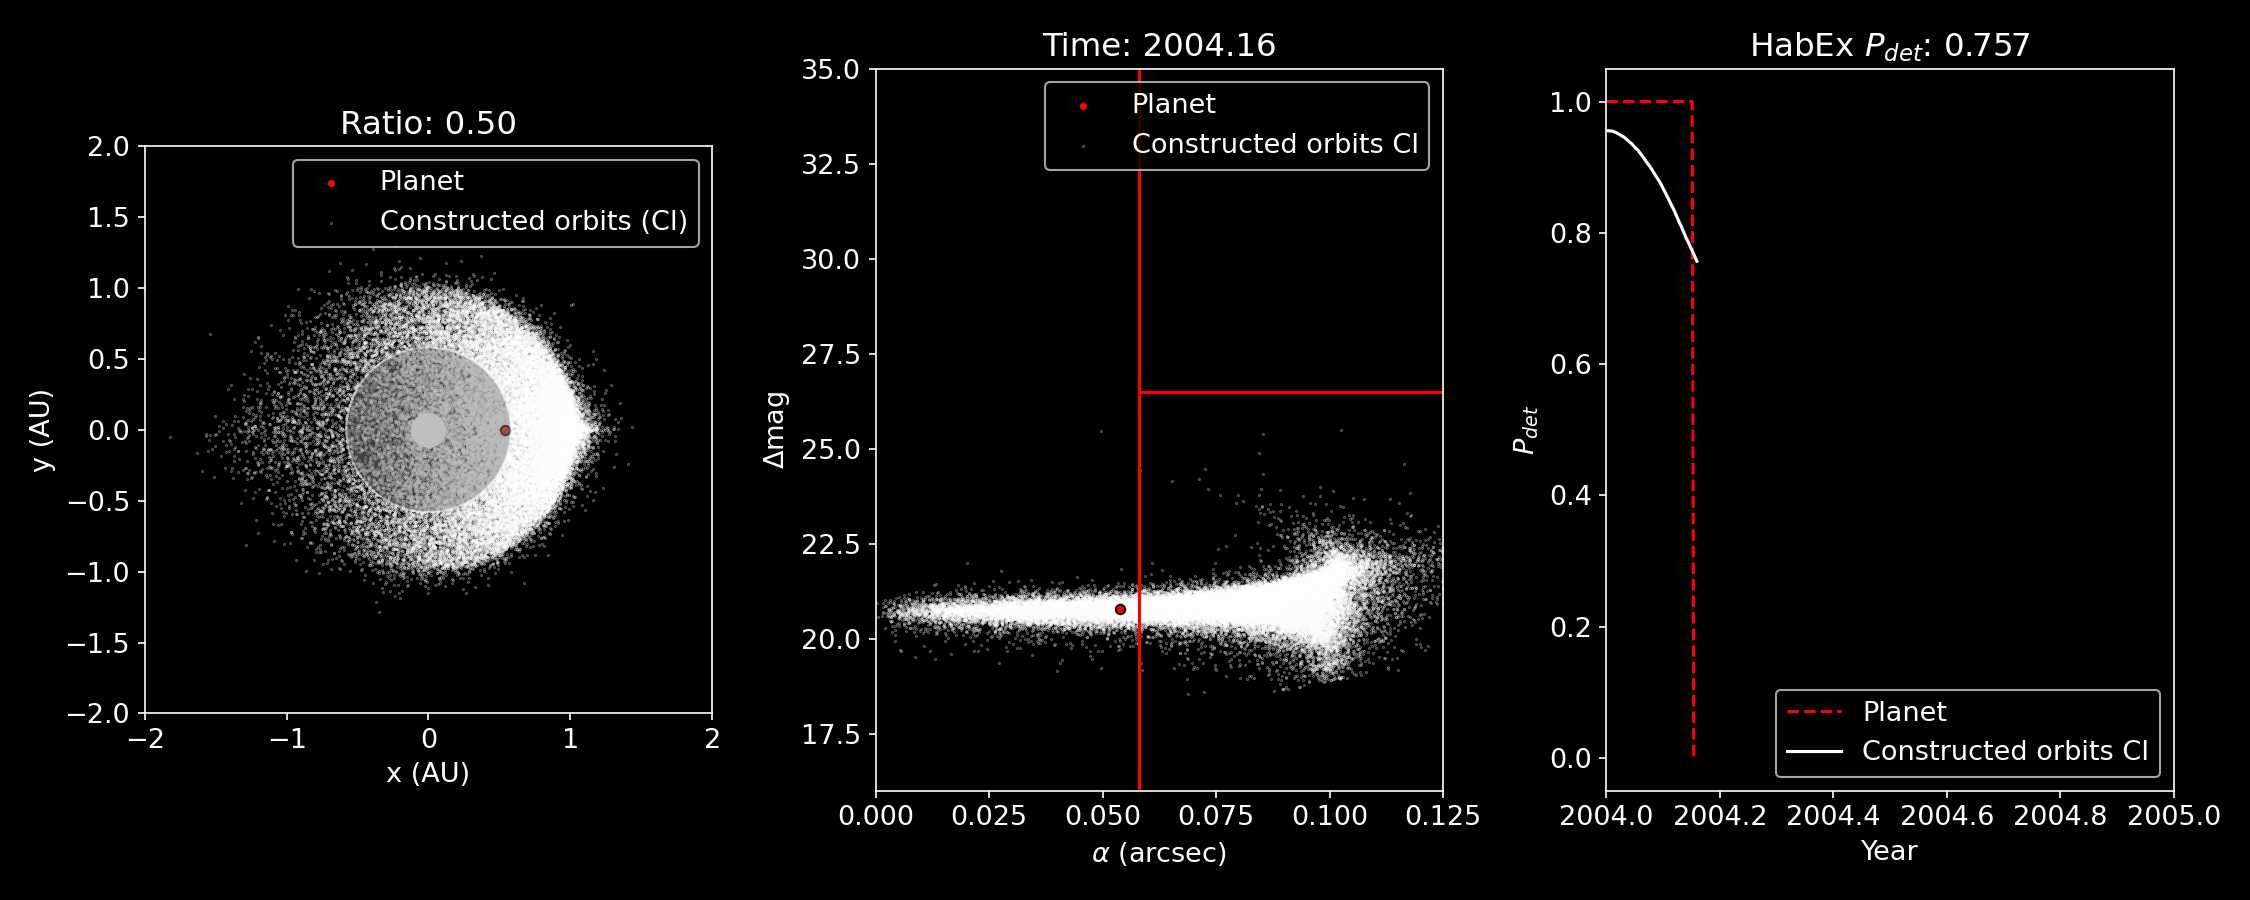 Ratio: 0.50
2.0
1.5
1.0
0.5
0.0
−0.5
−1.0
−1.5
−2.0
−2 −1 0 1 2
x (AU)
y (AU)
Planet
Constructed orbits (CI)
Time: 2004.16
35.0
32.5
30.0
27.5
25.0
22.5
20.0
17.5
0.000 0.025 0.050 0.075 0.100 0.125
α (arcsec)
Δmag
Planet
Constructed orbits CI
HabEx P_det: 0.757
1.0
0.8
0.6
0.4
0.2
0.0
2004.0 2004.2 2004.4 2004.6 2004.8 2005.0
Year
P_det
Planet
Constructed orbits CI